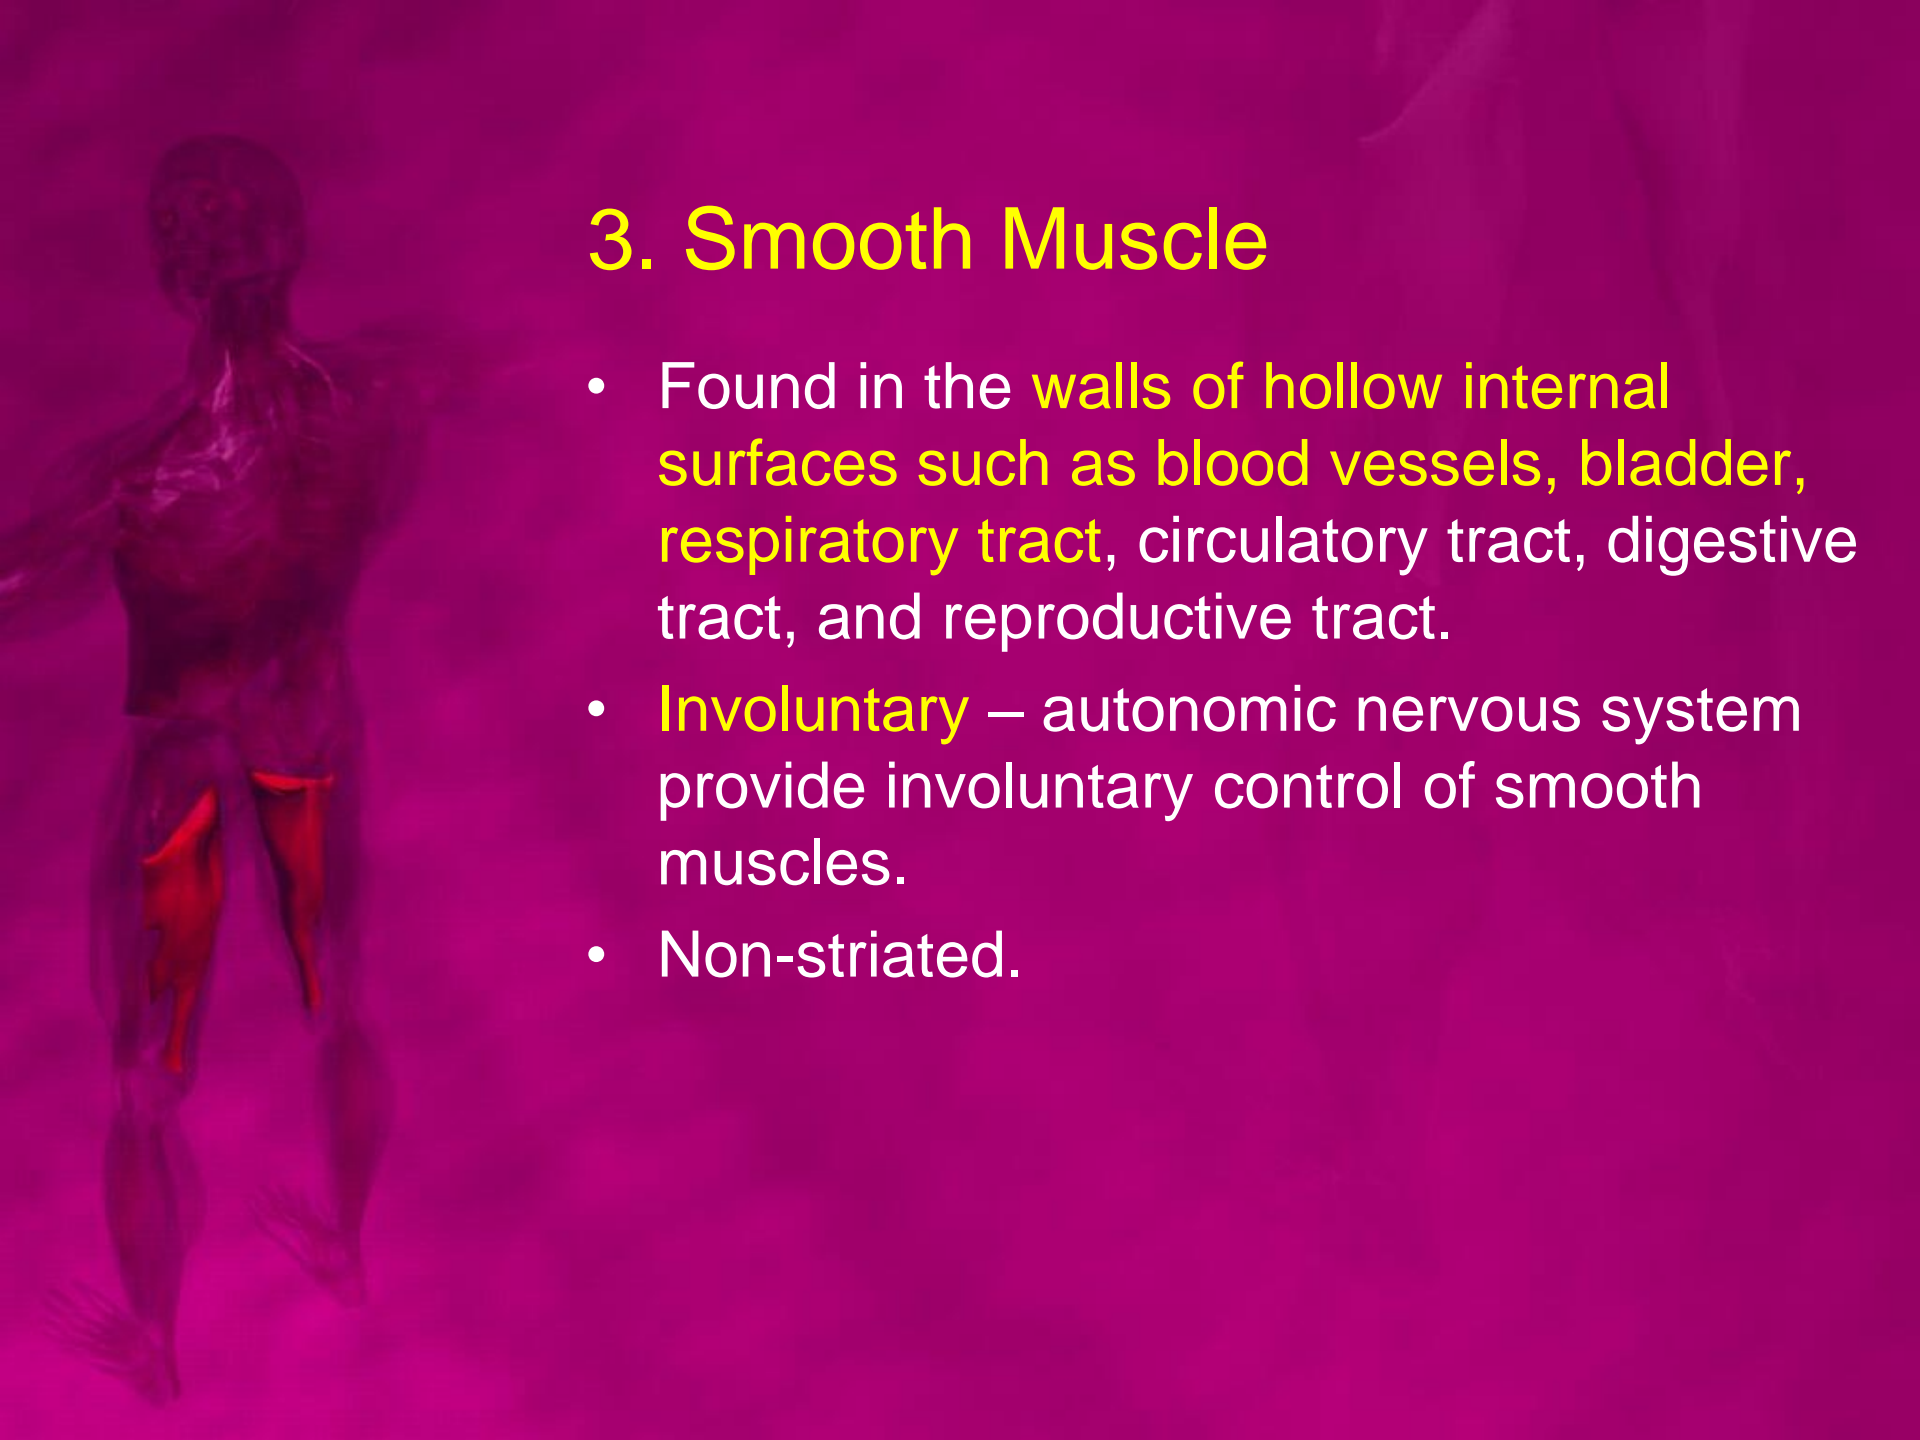 3. Smooth Muscle
• Found in the walls of hollow internal
surfaces such as blood vessels, bladder,
respiratory tract, circulatory tract, digestive
tract, and reproductive tract.
• Involuntary – autonomic nervous system
provide involuntary control of smooth
muscles.
• Non-striated.